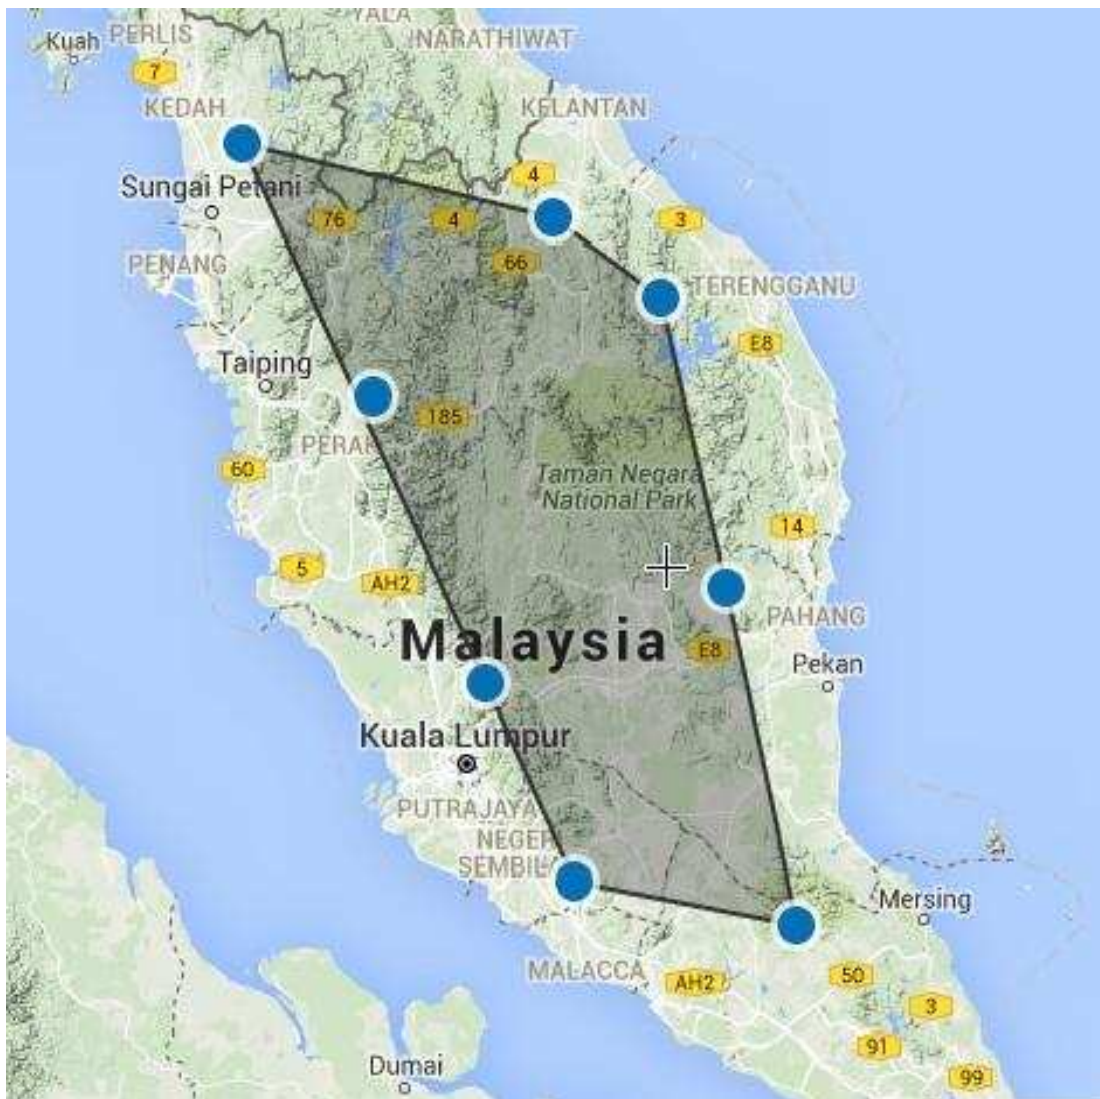 YALA
Kuah
PERLIS
NARATHIWAT
7
KEDAH
KELANTAN
4
Sungai Petani
76
4
3
66
PENANG
TERENGGANU
E8
Taiping
185
PERAK
60
Taman Negara
National Park
14
5
AH2
PAHANG
Malaysia
E8
Pekan
Kuala Lumpur
PUTRAJAYA
NEGER
SEMBIL
Mersing
MALACCA
AH2
50
3
91
Dumai
99